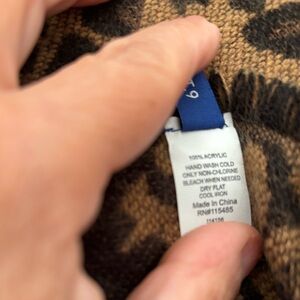 100% ACRYLIC
HAND WASH COLD
ONLY NON-CHLORINE
BLEACH WHEN NEEDED
DRY FLAT
COOL IRON
Made in China
RN#115485